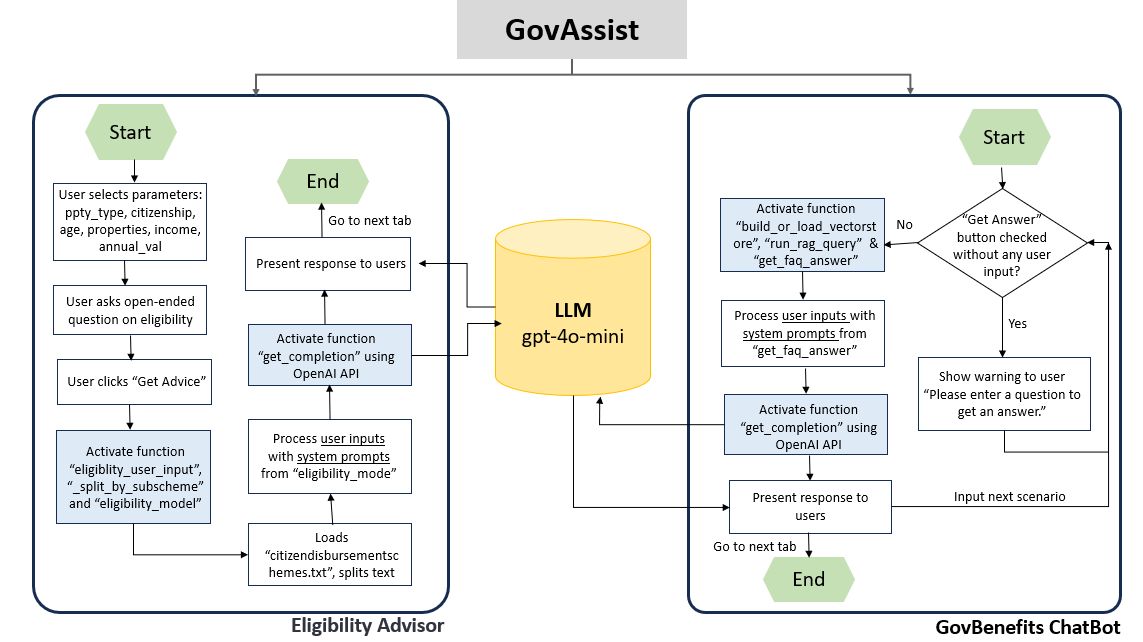 GovAssist
Start
User selects parameters:
ppty_type, citizenship,
age, properties, income,
annual_val
User asks open-ended
question on eligibility
User clicks “Get Advice”
Activate function
“eligiblity_user_input”,
“_split_by_subscheme”
and “eligibility_model”
Loads
“citizendisbursementsc
hemes.txt”, splits text
Process user inputs
with system prompts
from “eligibility_mode”
Activate function
“get_completion” using
OpenAI API
Present response to users
Go to next tab
End
Eligibility Advisor
LLM
gpt-4o-mini
Start
“Get Answer”
button checked
without any user
input?
No
Yes
Show warning to user
“Please enter a question to
get an answer.”
Activate function
“build_or_load_vectorst
ore”, “run_rag_query” &
“get_faq_answer”
Process user inputs with
system prompts from
“get_faq_answer”
Activate function
“get_completion” using
OpenAI API
Present response to
users
Input next scenario
Go to next tab
End
GovBenefits ChatBot